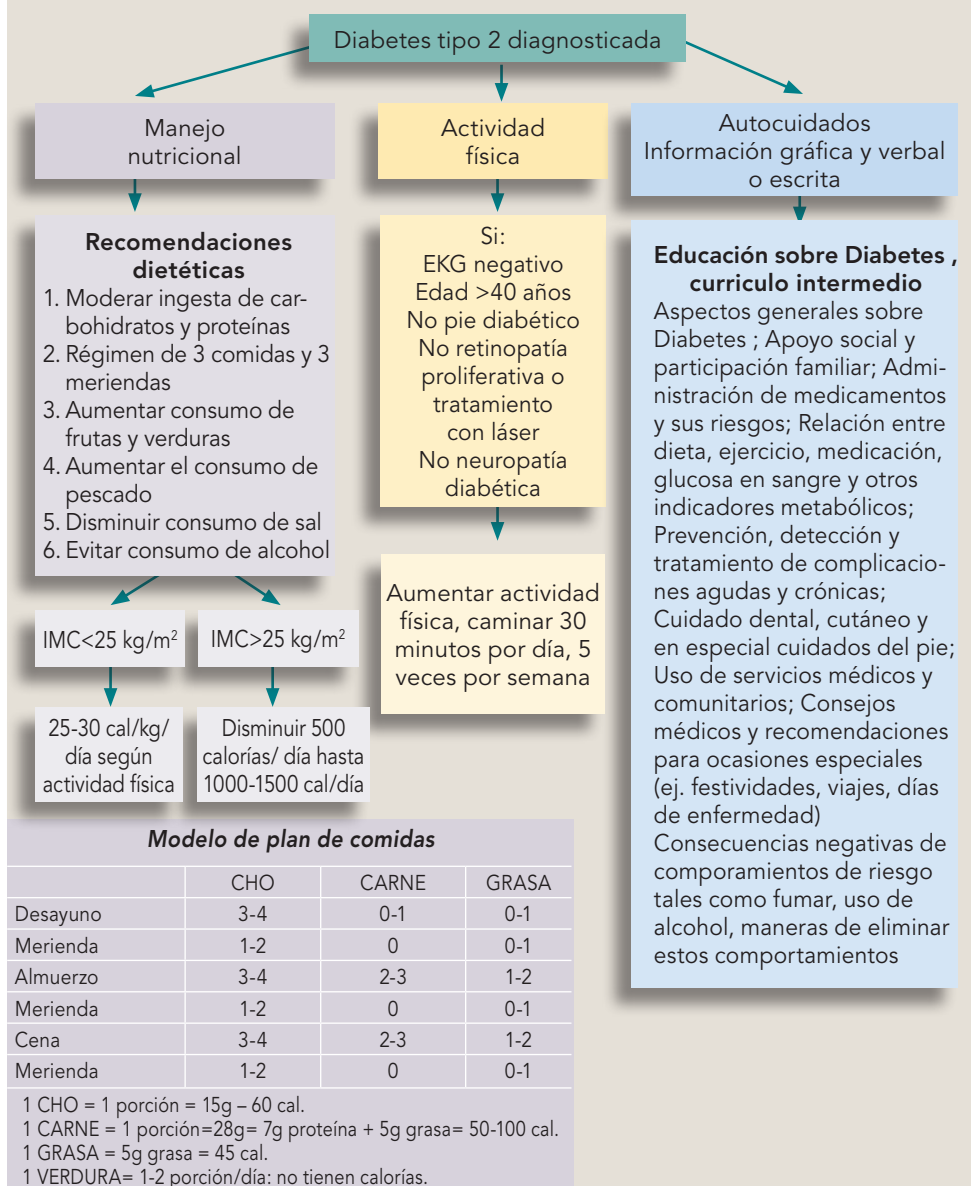 Diabetes tipo 2 diagnosticada
Manejo
nutricional
Recomendaciones
dietéticas
1. Moderar ingesta de car-
bohidratos y proteínas
2. Régimen de 3 comidas y 3
meriendas
3. Aumentar consumo de
frutas y verduras
4. Aumentar el consumo de
pescado
5. Disminuir consumo de sal
6. Evitar consumo de alcohol
IMC<25 kg/m²
IMC>25 kg/m²
25-30 cal/kg/
día según
actividad física
Disminuir 500
calorías/ día hasta
1000-1500 cal/día
Actividad
física
Si:
EKG negativo
Edad >40 años
No pie diabético
No retinopatía
proliferativa o
tratamiento
con láser
No neuropatía
diabética
Aumentar actividad
física, caminar 30
minutos por día, 5
veces por semana
Autocuidados
Información gráfica y verbal
o escrita
Educación sobre Diabetes ,
curriculo intermedio
Aspectos generales sobre
Diabetes ; Apoyo social y
participación familiar; Admi-
nistración de medicamentos
y sus riesgos; Relación entre
dieta, ejercicio, medicación,
glucosa en sangre y otros
indicadores metabólicos;
Prevención, detección y
tratamiento de complicacio-
nes agudas y crónicas;
Cuidado dental, cutáneo y
en especial cuidados del pie;
Uso de servicios médicos y
comunitarios; Consejos
médicos y recomendaciones
para ocasiones especiales
(ej. festividades, viajes, días
de enfermedad)
Consecuencias negativas de
comporamientos de riesgo
tales como fumar, uso de
alcohol, maneras de eliminar
estos comportamientos
Modelo de plan de comidas
CHO CARNE GRASA
Desayuno 3-4 0-1 0-1
Merienda 1-2 0 0-1
Almuerzo 3-4 2-3 1-2
Merienda 1-2 0 0-1
Cena 3-4 2-3 1-2
Merienda 1-2 0 0-1
1 CHO = 1 porción = 15g – 60 cal.
1 CARNE = 1 porción=28g= 7g proteína + 5g grasa= 50-100 cal.
1 GRASA = 5g grasa = 45 cal.
1 VERDURA= 1-2 porción/día: no tienen calorías.